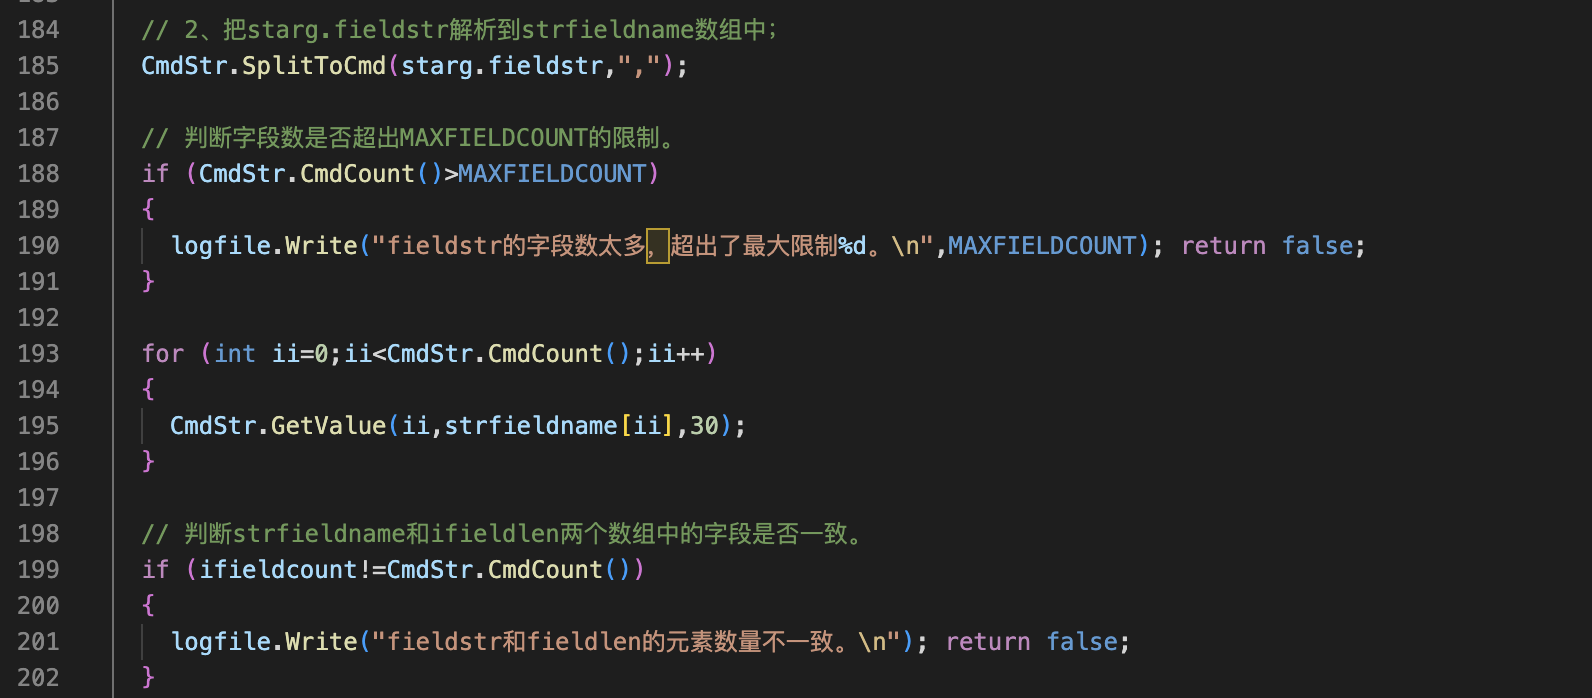 184 // 2、把starg.fieldstr解析到strfieldname数组中；
185 CmdStr.SplitToCmd(starg.fieldstr,",");
186
187 // 判断字段数是否超出MAXFIELDCOUNT的限制。
188 if (CmdStr.CmdCount()>MAXFIELDCOUNT)
189 {
190 logfile.Write("fieldstr的字段数太多，超出了最大限制%d。\n",MAXFIELDCOUNT); return false;
191 }
192
193 for (int ii=0;ii<CmdStr.CmdCount();ii++)
194 {
195 CmdStr.GetValue(ii,strfieldname[ii],30);
196 }
197
198 // 判断strfieldname和ifieldlen两个数组中的字段是否一致。
199 if (ifieldcount!=CmdStr.CmdCount())
200 {
201 logfile.Write("fieldstr和fieldlen的元素数量不一致。\n"); return false;
202 }